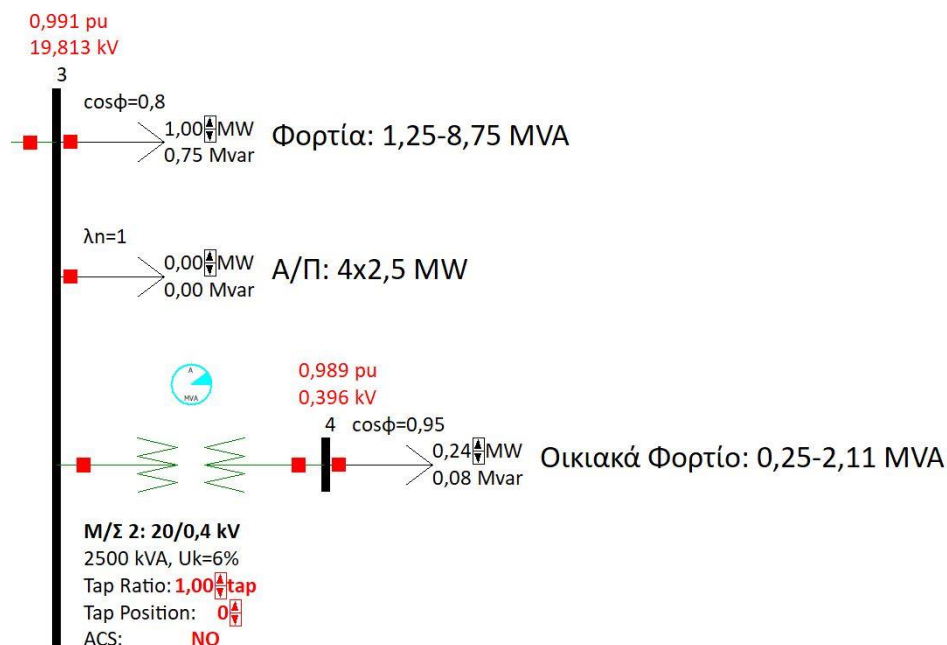 0,991 pu
19,813 kV
3
cosφ=0,8
1,00 MW
0,75 Mvar
Φορτία: 1,25-8,75 MVA
λn=1
0,00 MW
0,00 Mvar
Α/Π: 4x2,5 MW
A
MVA
0,989 pu
0,396 kV
4
cosφ=0,95
0,24 MW
0,08 Mvar
Οικιακά Φορτίο: 0,25-2,11 MVA
Μ/Σ 2: 20/0,4 kV
2500 kVA, Uk=6%
Tap Ratio: 1,00 tap
Tap Position: 0
ACS: NO